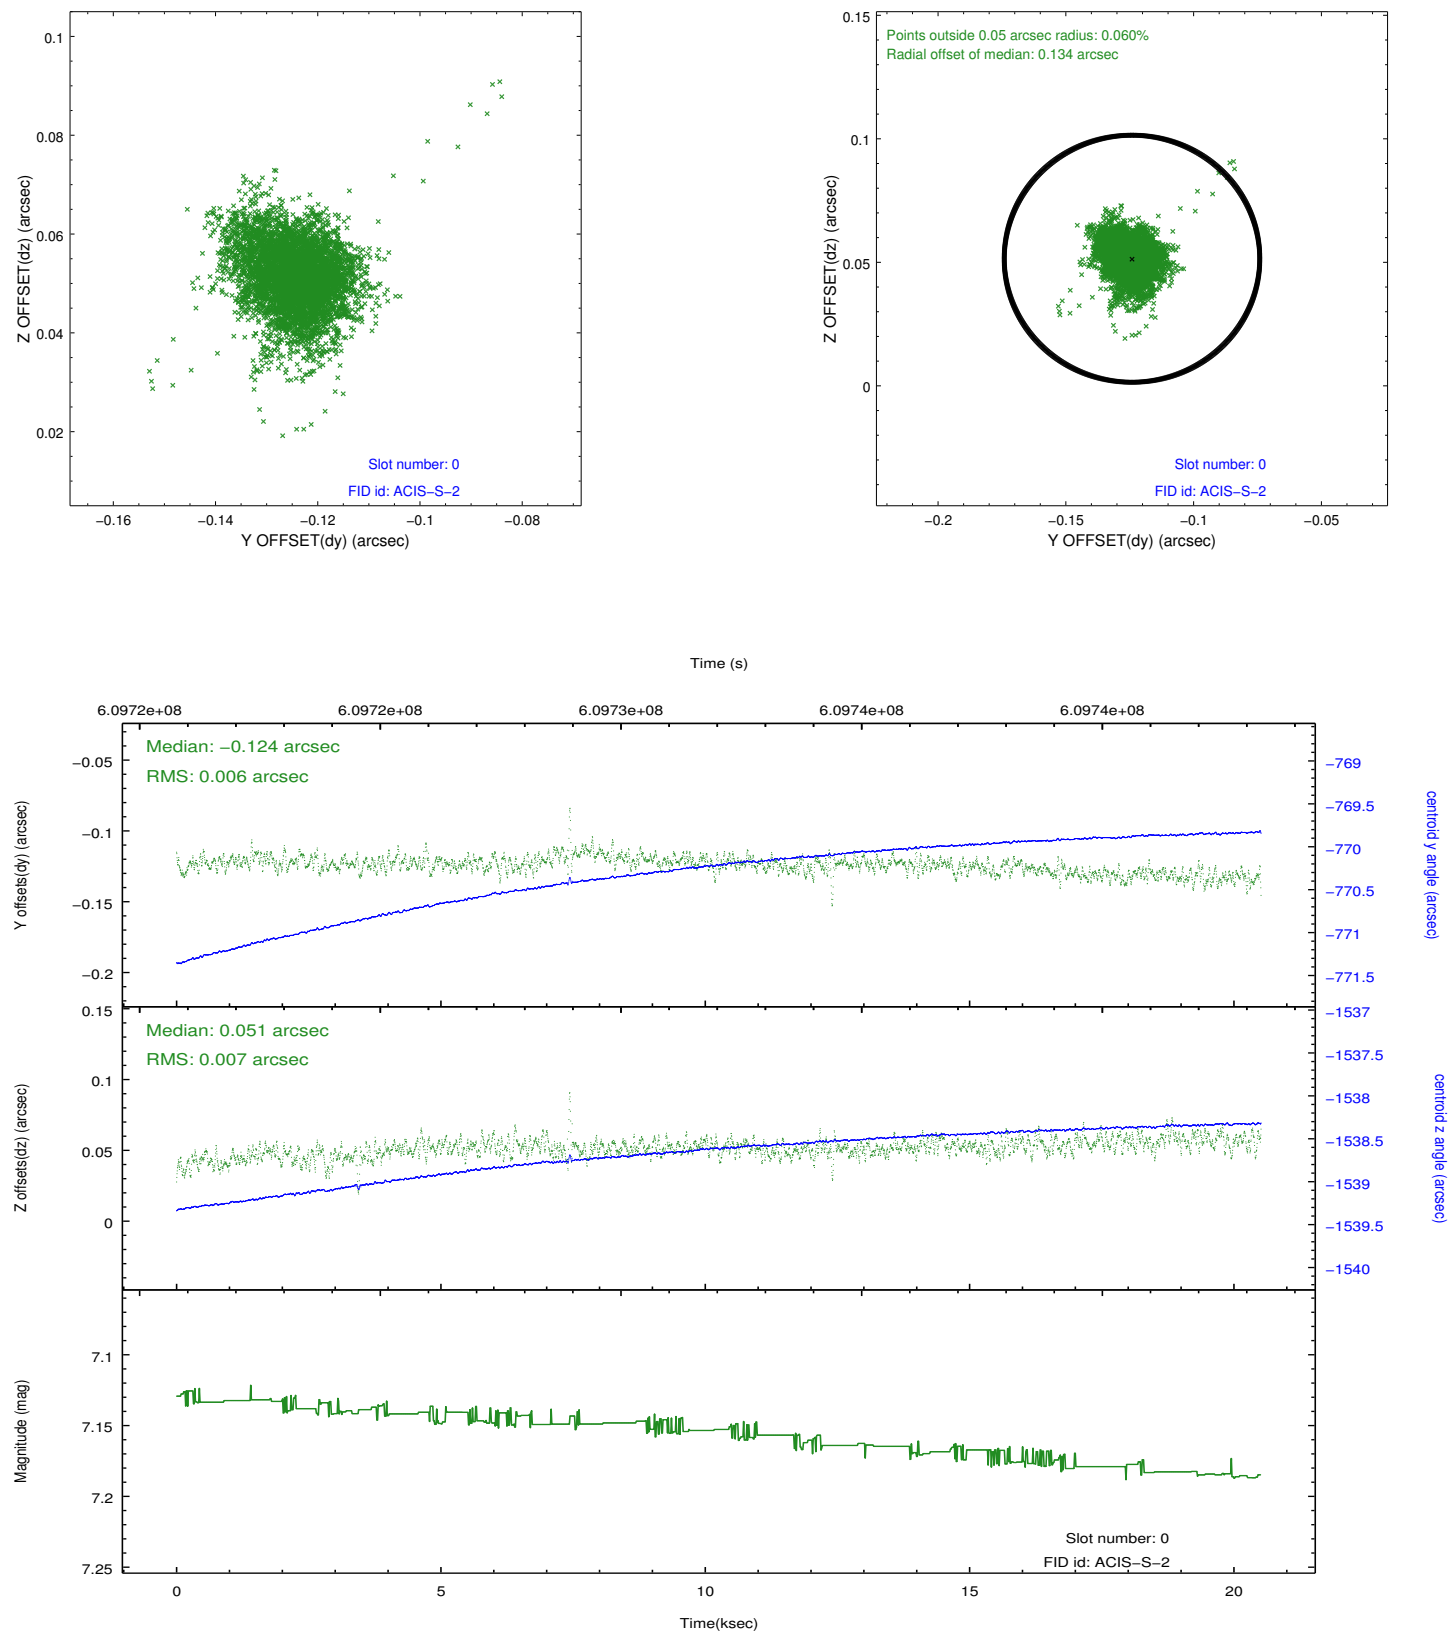 0.1
0.08
0.06
0.04
0.02
Z OFFSET(dz) (arcsec)
Slot number: 0
FID id: ACIS−S−2
−0.16 −0.14 −0.12 −0.1 −0.08
Y OFFSET(dy) (arcsec)
0.15
Points outside 0.05 arcsec radius: 0.060%
Radial offset of median: 0.134 arcsec
0.1
0.05
0
Z OFFSET(dz) (arcsec)
Slot number: 0
FID id: ACIS−S−2
−0.2 −0.15 −0.1 −0.05
Y OFFSET(dy) (arcsec)
Time (s)
6.0972e+08 6.0972e+08 6.0973e+08 6.0974e+08 6.0974e+08
Median: −0.124 arcsec
RMS: 0.006 arcsec
−0.05
−0.1
−0.15
−0.2
Y offsets(dy) (arcsec)
−769
−769.5
−770
−770.5
−771
−771.5
centroid y angle (arcsec)
0.15
Median: 0.051 arcsec
RMS: 0.007 arcsec
0.1
0.05
0
Z offsets(dz) (arcsec)
−1537
−1537.5
−1538
−1538.5
−1539
−1539.5
−1540
centroid z angle (arcsec)
7.1
7.15
7.2
7.25
Magnitude (mag)
Slot number: 0
FID id: ACIS−S−2
0 5 10 15 20
Time(ksec)